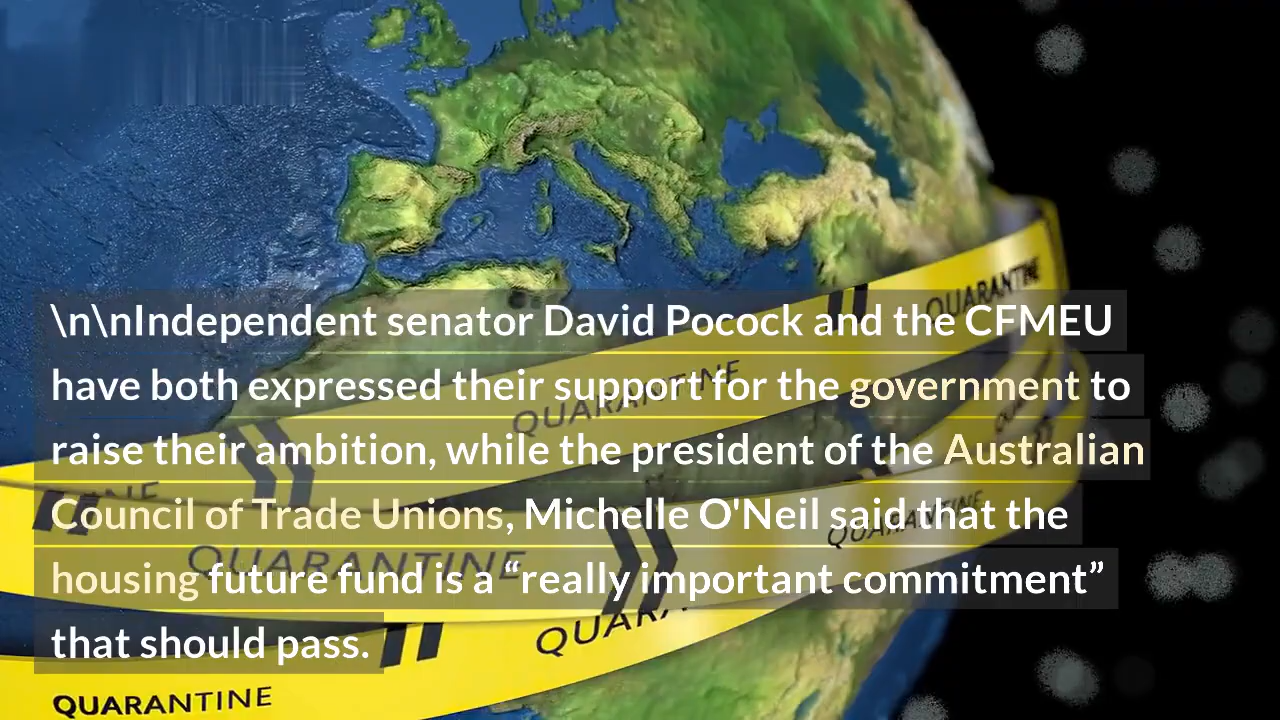 QUARANTINE
\n\nIndependent senator David Pocock and the CFMEU
have both expressed their support for the government to
raise their ambition, while the president of the Australian
Council of Trade Unions, Michelle O'Neil said that the
housing future fund is a “really important commitment”
that should pass.
QUARANTINE
QUARANTINE
QUARANTINE
QUARANTINE